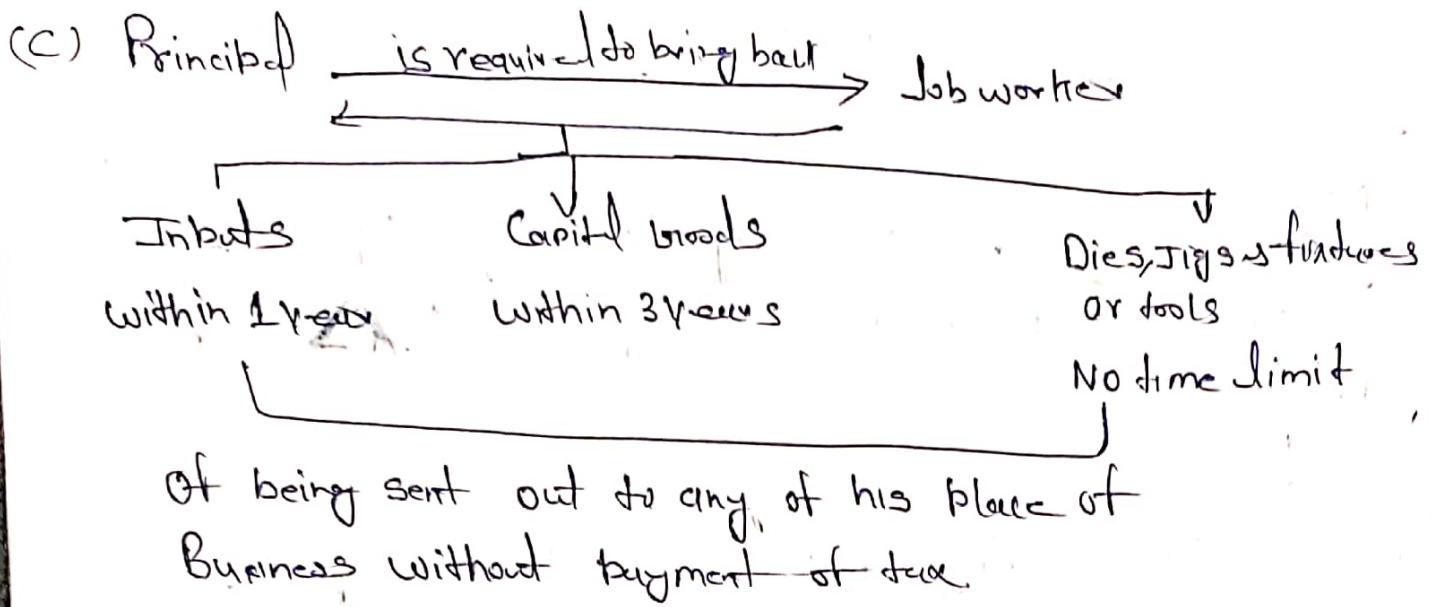 (C) Principal is required to bring back Job worker
Inputs Capital Goods Dies, Jigs & fixtures
or tools
within 1 year within 3 years
No time limit
of being sent out to any of his place of
Business without payment of tax.